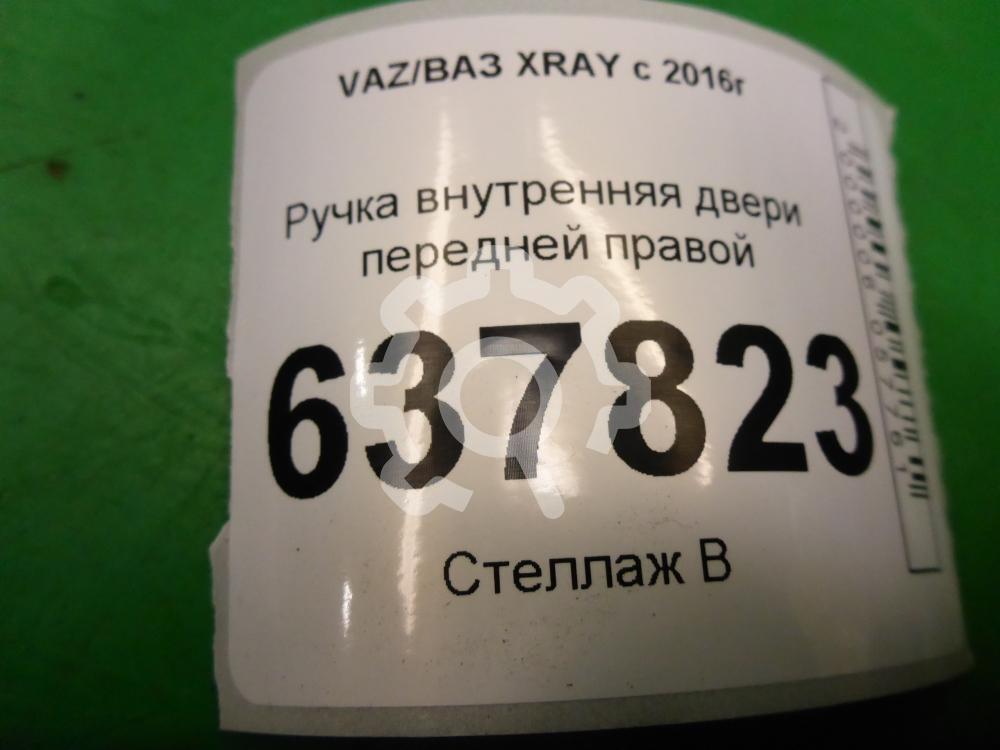 VAZ/ВАЗ XRAY с 2016г
Ручка внутренняя двери
передней правой
637823
Стеллаж В